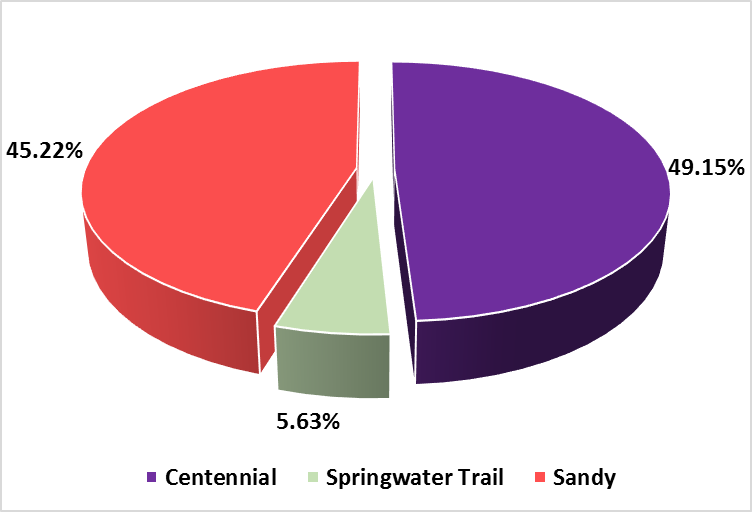 45.22%
49.15%
5.63%
Centennial Springwater Trail Sandy